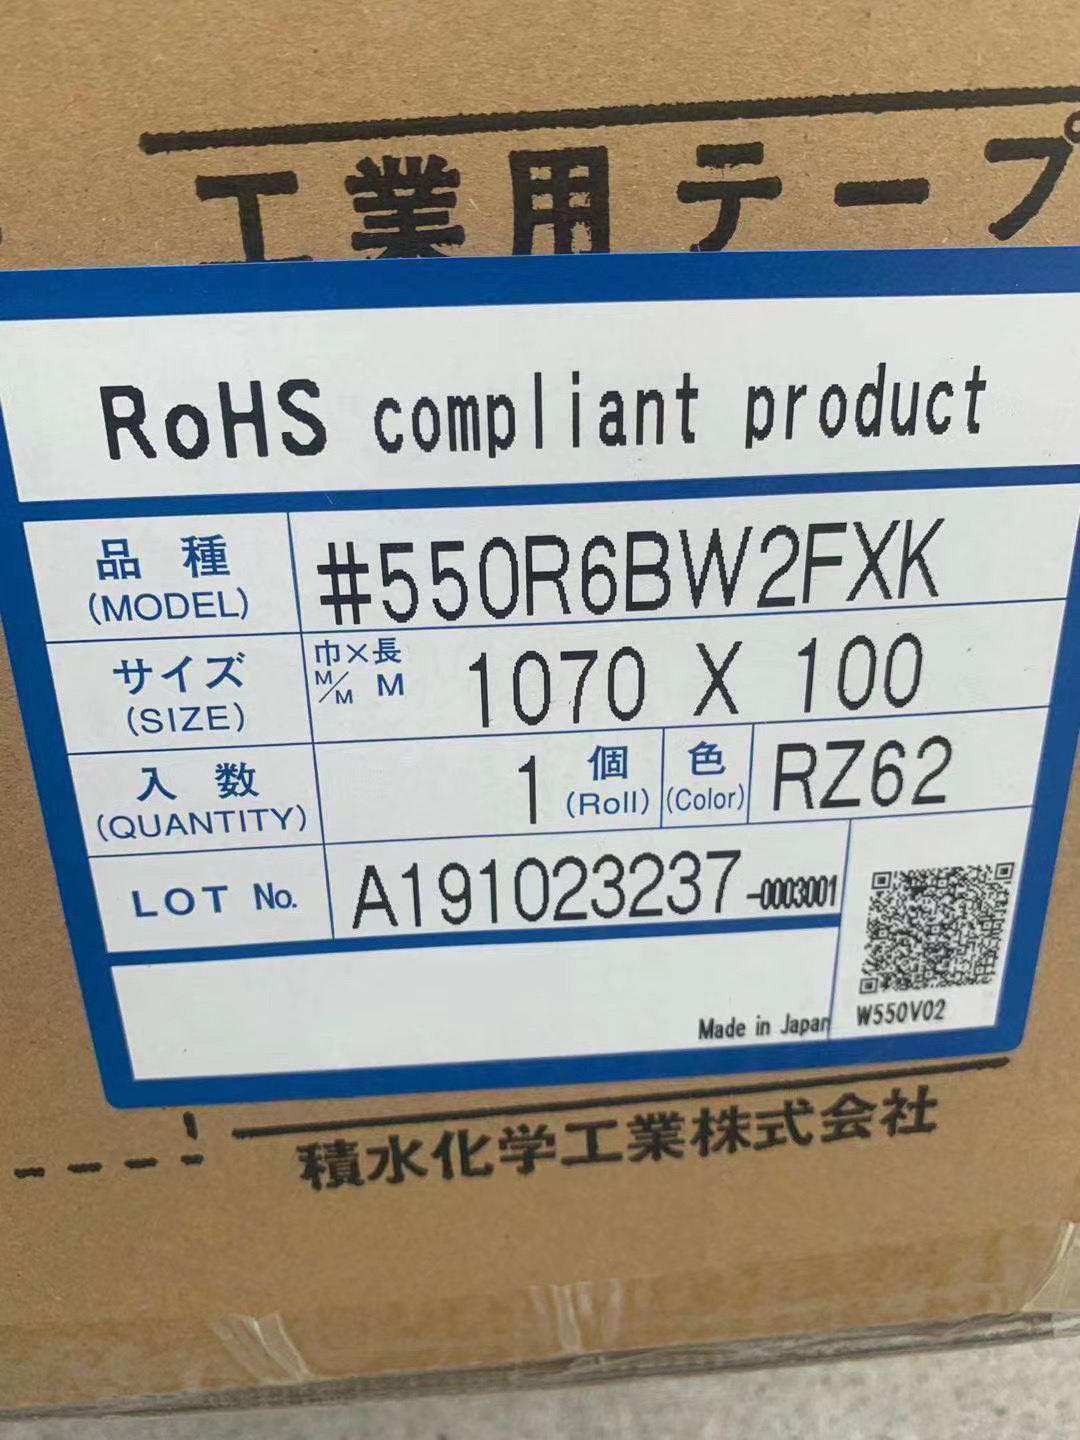 工業用テープ
RoHS compliant product
品種
(MODEL)
#550R6BW2FXK
サイズ
(SIZE)
巾×長
M/M M
1070 X 100
入数
(QUANTITY)
1
個
(Roll)
色
(Color)
RZ62
LOT No.
A191023237-0003001
Made in Japan
W550V02
積水化学工業株式会社